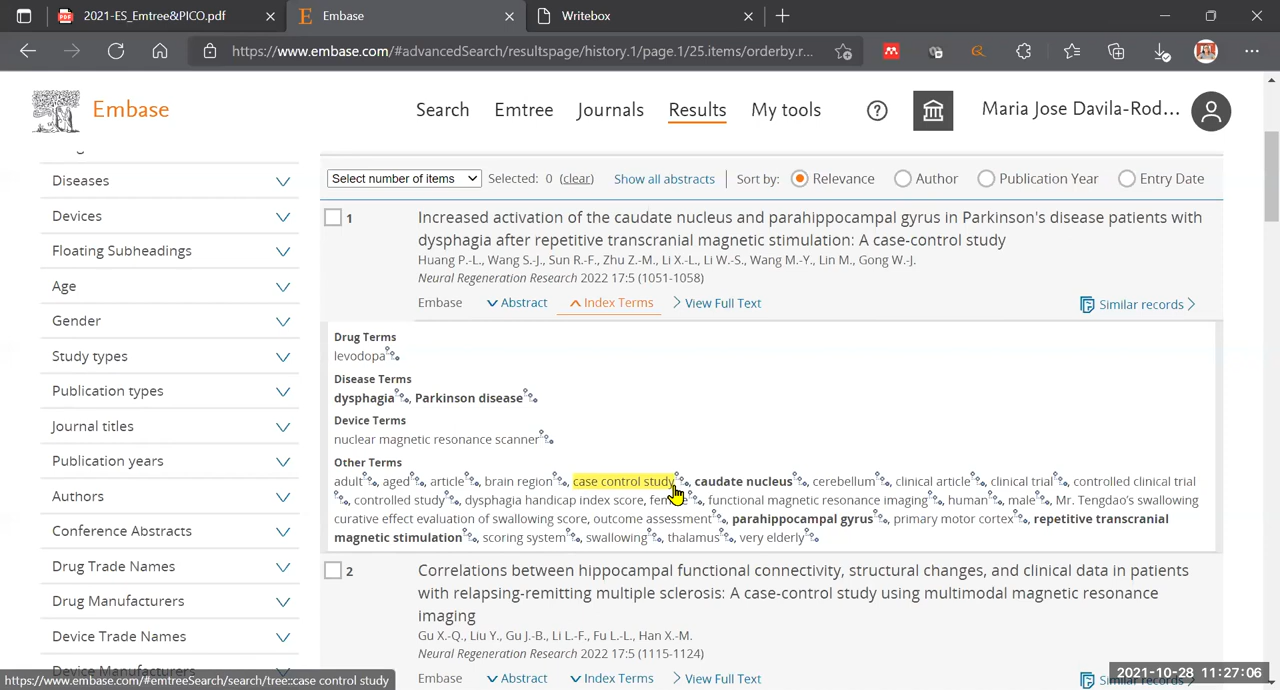 2021-ES_Emtree&PICO.pdf
Embase
Writebox
https://www.embase.com/#advancedSearch/resultspage/history.1/page.1/25.items/orderby.r...
Embase
Search
Emtree
Journals
Results
My tools
Maria Jose Davila-Rod...
Diseases
Devices
Floating Subheadings
Age
Gender
Study types
Publication types
Journal titles
Publication years
Authors
Conference Abstracts
Drug Trade Names
Drug Manufacturers
Device Trade Names
Device Manufacturers
Select number of items
Selected: 0 (clear)
Show all abstracts
Sort by:
Relevance
Author
Publication Year
Entry Date
1
Increased activation of the caudate nucleus and parahippocampal gyrus in Parkinson's disease patients with
dysphagia after repetitive transcranial magnetic stimulation: A case-control study
Huang P.-L., Wang S.-J., Sun R.-F., Zhu Z.-M., Li X.-L., Li W.-S., Wang M.-Y., Lin M., Gong W.-J.
Neural Regeneration Research 2022 17:5 (1051-1058)
Embase
Abstract
Index Terms
View Full Text
Similar records
Drug Terms
levodopa
Disease Terms
dysphagia, Parkinson disease
Device Terms
nuclear magnetic resonance scanner
Other Terms
adult, aged, article, brain region, case control study, caudate nucleus, cerebellum, clinical article, clinical trial, controlled clinical trial
, controlled study, dysphagia handicap index score, female, functional magnetic resonance imaging, human, male, Mr. Tengdao's swallowing
curative effect evaluation of swallowing score, outcome assessment, parahippocampal gyrus, primary motor cortex, repetitive transcranial
magnetic stimulation, scoring system, swallowing, thalamus, very elderly
2
Correlations between hippocampal functional connectivity, structural changes, and clinical data in patients
with relapsing-remitting multiple sclerosis: A case-control study using multimodal magnetic resonance
imaging
Gu X.-Q., Liu Y., Gu J.-B., Li L.-F., Fu L.-L., Han X.-M.
Neural Regeneration Research 2022 17:5 (1115-1124)
Embase
Abstract
Index Terms
View Full Text
Similar records
https://www.embase.com/#emtreeSearch/search/tree::case control study
2021-10-28 11:27:06